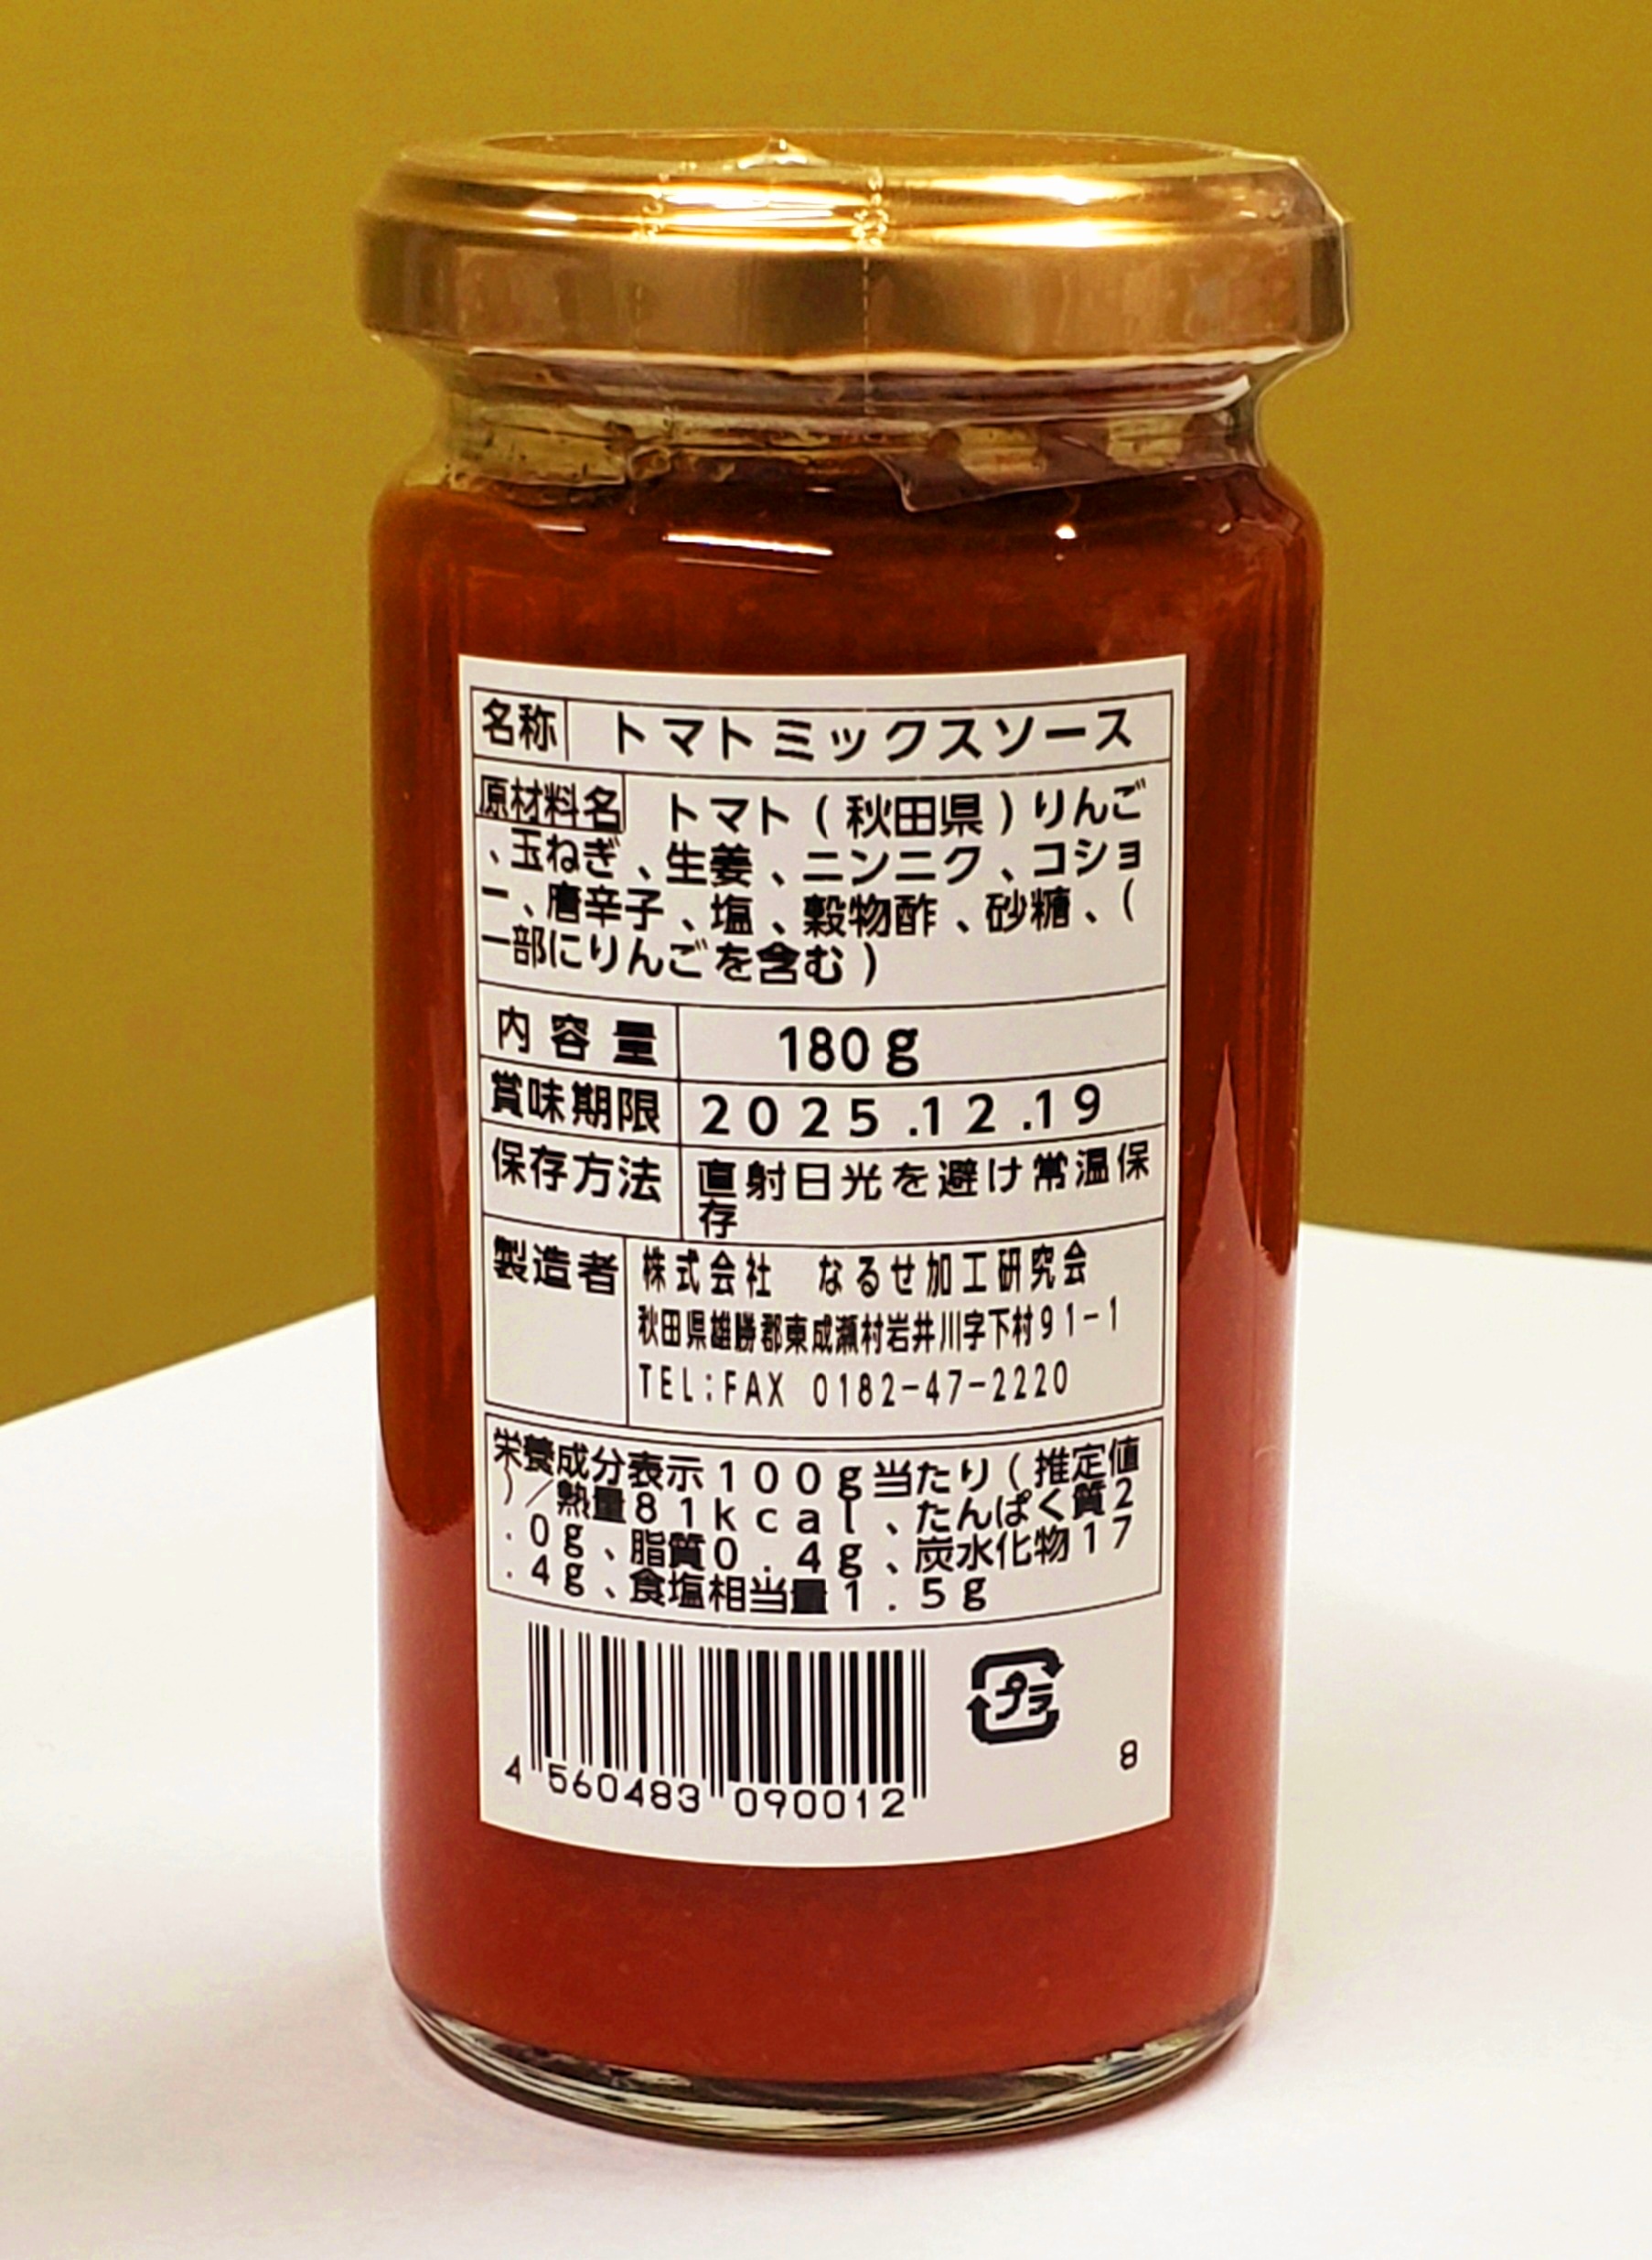 名称 トマトミックスソース
原材料名 トマト(秋田県)りんご
、玉ねぎ、生姜、ニンニク、コショ
ー、唐辛子、塩、穀物酢、砂糖、(
一部にりんごを含む)
内容量 180g
賞味期限 2025.12.19
保存方法 直射日光を避け常温保
存
製造者 株式会社 なるせ加工研究会
秋田県雄勝郡東成瀬村岩井川字下村91-1
TEL:FAX 0182-47-2220
栄養成分表示100g当たり(推定値
)/熱量81kcal、たんぱく質2
.0g、脂質0.4g、炭水化物17
.4g、食塩相当量1.5g
プラ
8
4 560483 090012